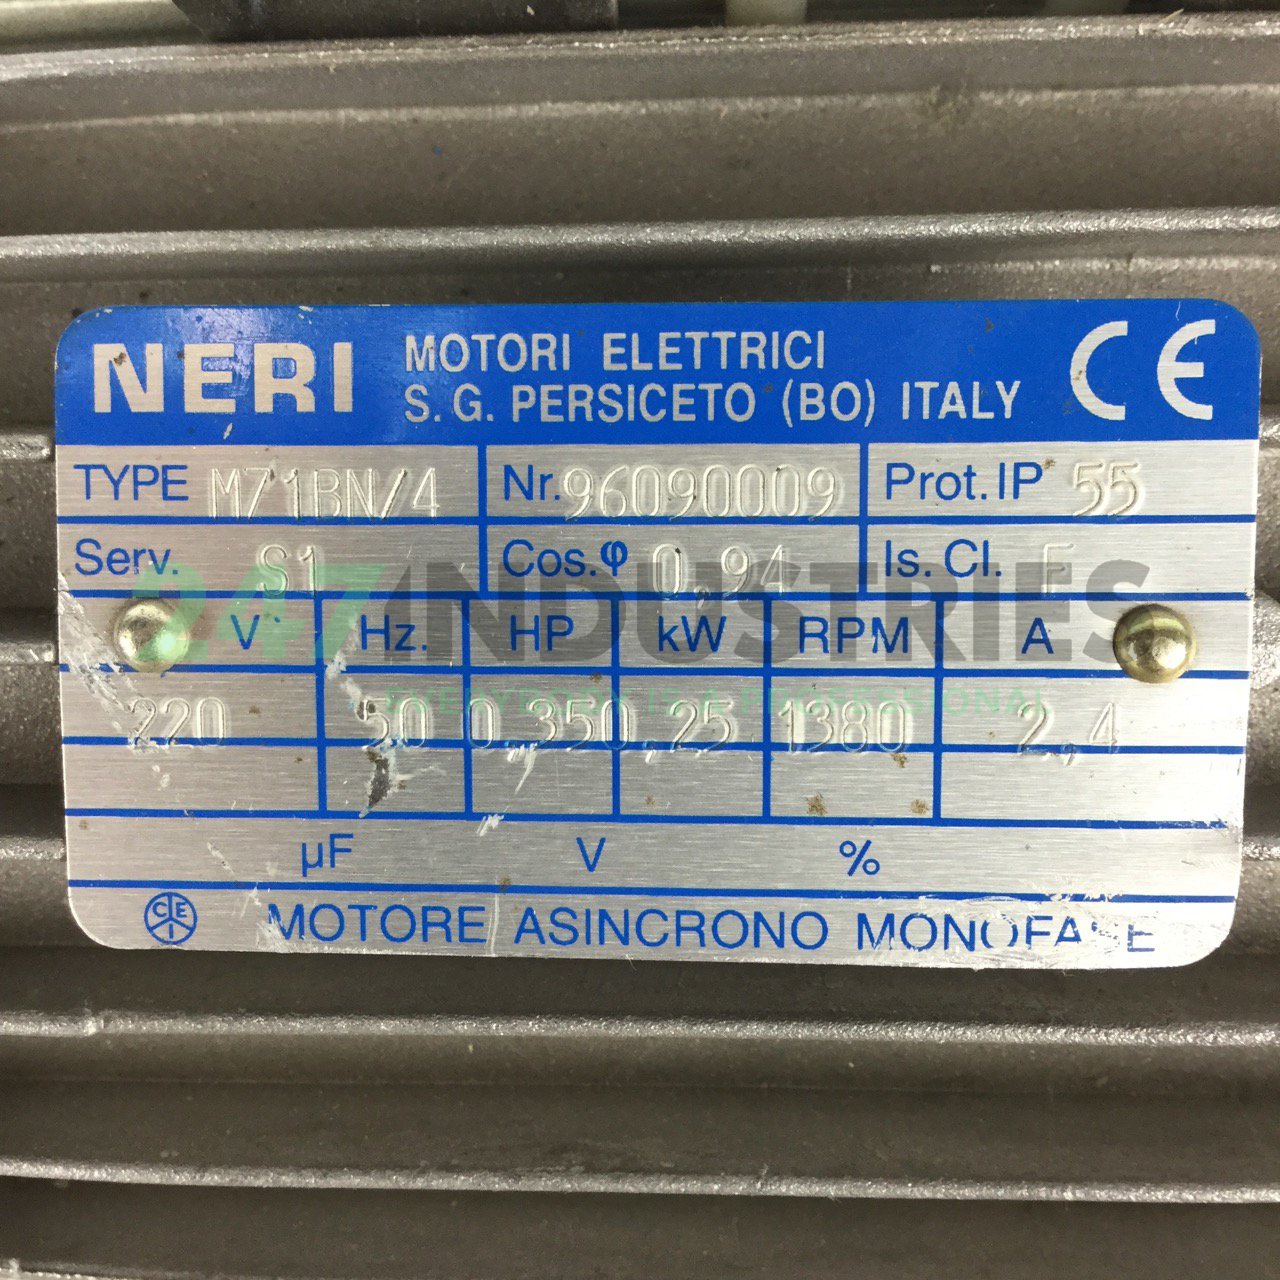 NERI MOTORI ELETTRICI CE
S. G. PERSICETO (BO) ITALY
TYPE M71BN/4 Nr. 96090009 Prot. IP 55
Serv. S1 Cos.φ 0,94 Is. Cl. F
247 INDUSTRIES
V Hz. HP kW RPM A
EVERYBODY IS A PROFESSIONAL
220 50 0,35 0,25 1380 2,4
µF V %
CEI MOTORE ASINCRONO MONOFASE